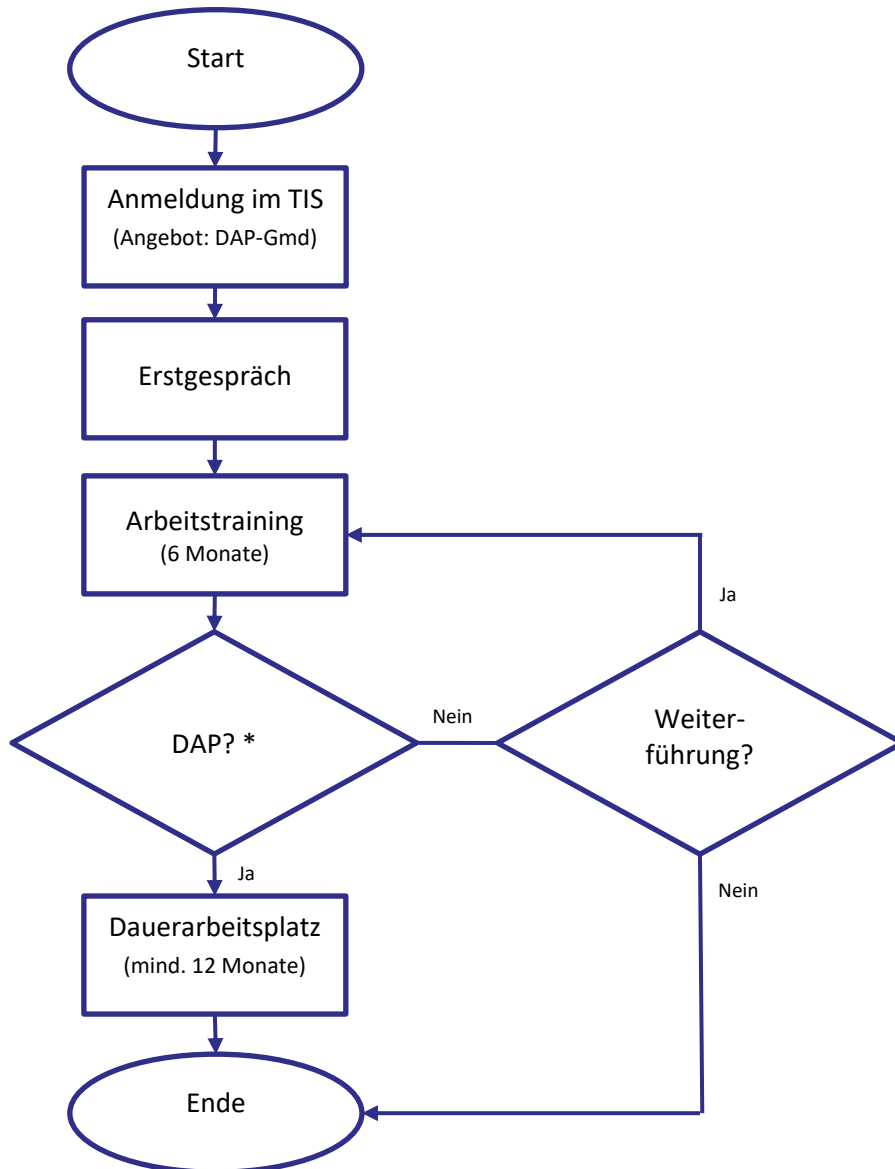 Start
Anmeldung im TIS
(Angebot: DAP-Gmd)
Erstgespräch
Arbeitstraining
(6 Monate)
Ja
DAP? *
Nein
Weiter-
führung?
Ja
Nein
Dauerarbeitsplatz
(mind. 12 Monate)
Ende